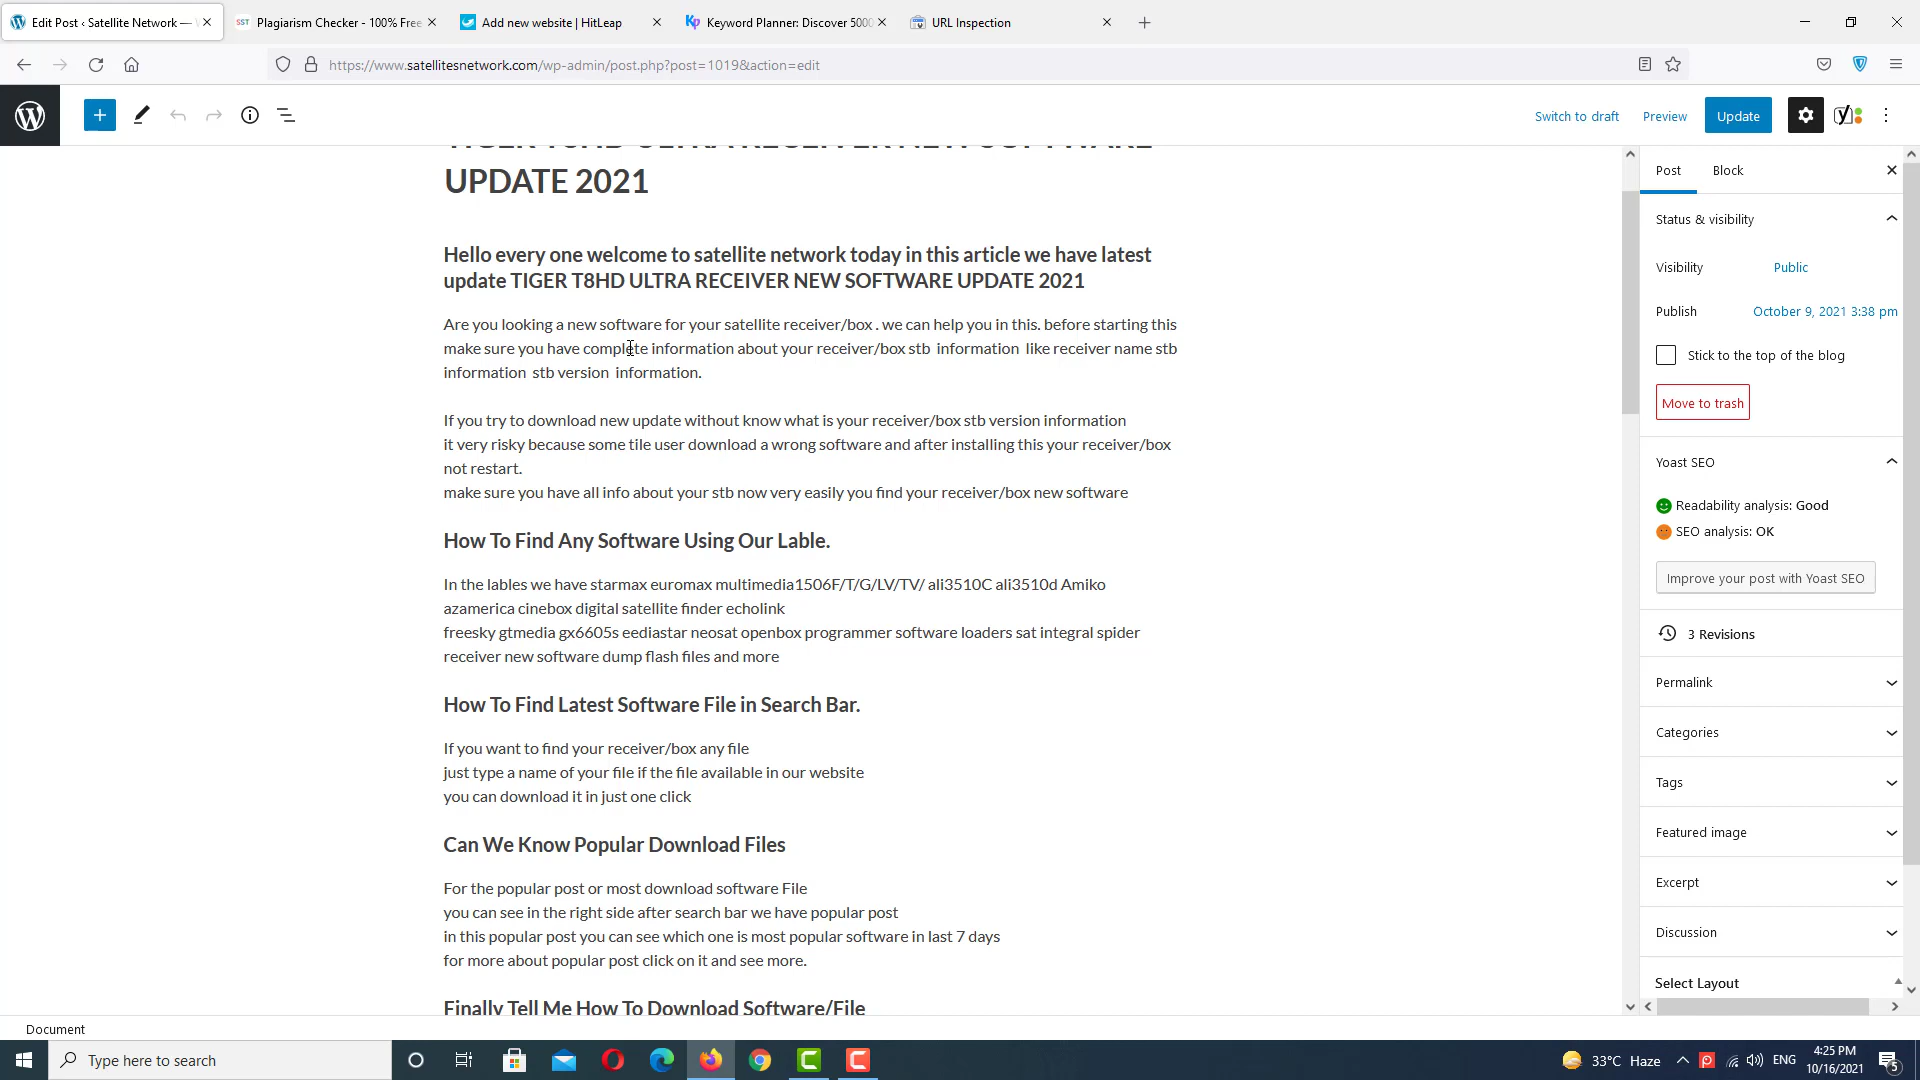 Edit Post ‹ Satellite Network —
Plagiarism Checker - 100% Free
Add new website | HitLeap
Keyword Planner: Discover 5000
URL Inspection
https://www.satellitesnetwork.com/wp-admin/post.php?post=1019&action=edit
Switch to draft
Preview
Update
TIGER T8HD ULTRA RECEIVER NEW SOFTWARE
UPDATE 2021
Hello every one welcome to satellite network today in this article we have latest
update TIGER T8HD ULTRA RECEIVER NEW SOFTWARE UPDATE 2021
Are you looking a new software for your satellite receiver/box . we can help you in this. before starting this
make sure you have complete information about your receiver/box stb information like receiver name stb
information stb version information.
If you try to download new update without know what is your receiver/box stb version information
it very risky because some tile user download a wrong software and after installing this your receiver/box
not restart.
make sure you have all info about your stb now very easily you find your receiver/box new software
How To Find Any Software Using Our Lable.
In the lables we have starmax euromax multimedia1506F/T/G/LV/TV/ ali3510C ali3510d Amiko
azamerica cinebox digital satellite finder echolink
freesky gtmedia gx6605s eediastar neosat openbox programmer software loaders sat integral spider
receiver new software dump flash files and more
How To Find Latest Software File in Search Bar.
If you want to find your receiver/box any file
just type a name of your file if the file available in our website
you can download it in just one click
Can We Know Popular Download Files
For the popular post or most download software File
you can see in the right side after search bar we have popular post
in this popular post you can see which one is most popular software in last 7 days
for more about popular post click on it and see more.
Finally Tell Me How To Download Software/File
Post
Block
Status & visibility
Visibility
Public
Publish
October 9, 2021 3:38 pm
Stick to the top of the blog
Move to trash
Yoast SEO
Readability analysis: Good
SEO analysis: OK
Improve your post with Yoast SEO
3 Revisions
Permalink
Categories
Tags
Featured image
Excerpt
Discussion
Select Layout
Document
Type here to search
33°C Haze
ENG
4:25 PM
10/16/2021
5